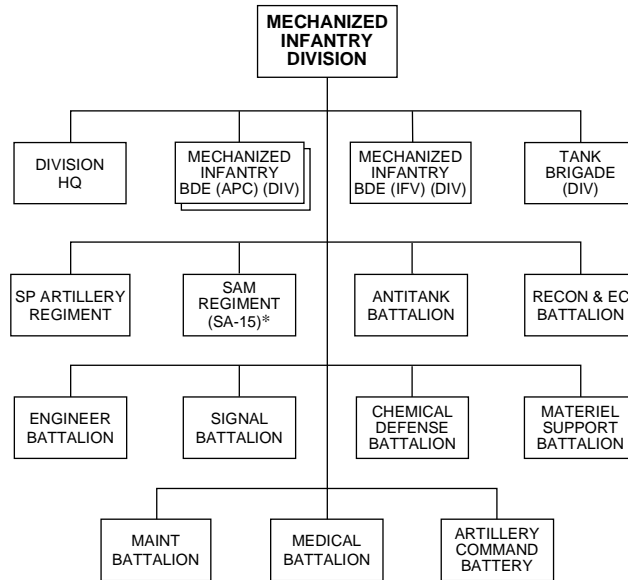 MECHANIZED
INFANTRY
DIVISION
DIVISION
HQ
MECHANIZED
INFANTRY
BDE (APC) (DIV)
MECHANIZED
INFANTRY
BDE (IFV) (DIV)
TANK
BRIGADE
(DIV)
SP ARTILLERY
REGIMENT
SAM
REGIMENT
(SA-15)*
ANTITANK
BATTALION
RECON & EC
BATTALION
ENGINEER
BATTALION
SIGNAL
BATTALION
CHEMICAL
DEFENSE
BATTALION
MATERIEL
SUPPORT
BATTALION
MAINT
BATTALION
MEDICAL
BATTALION
ARTILLERY
COMMAND
BATTERY